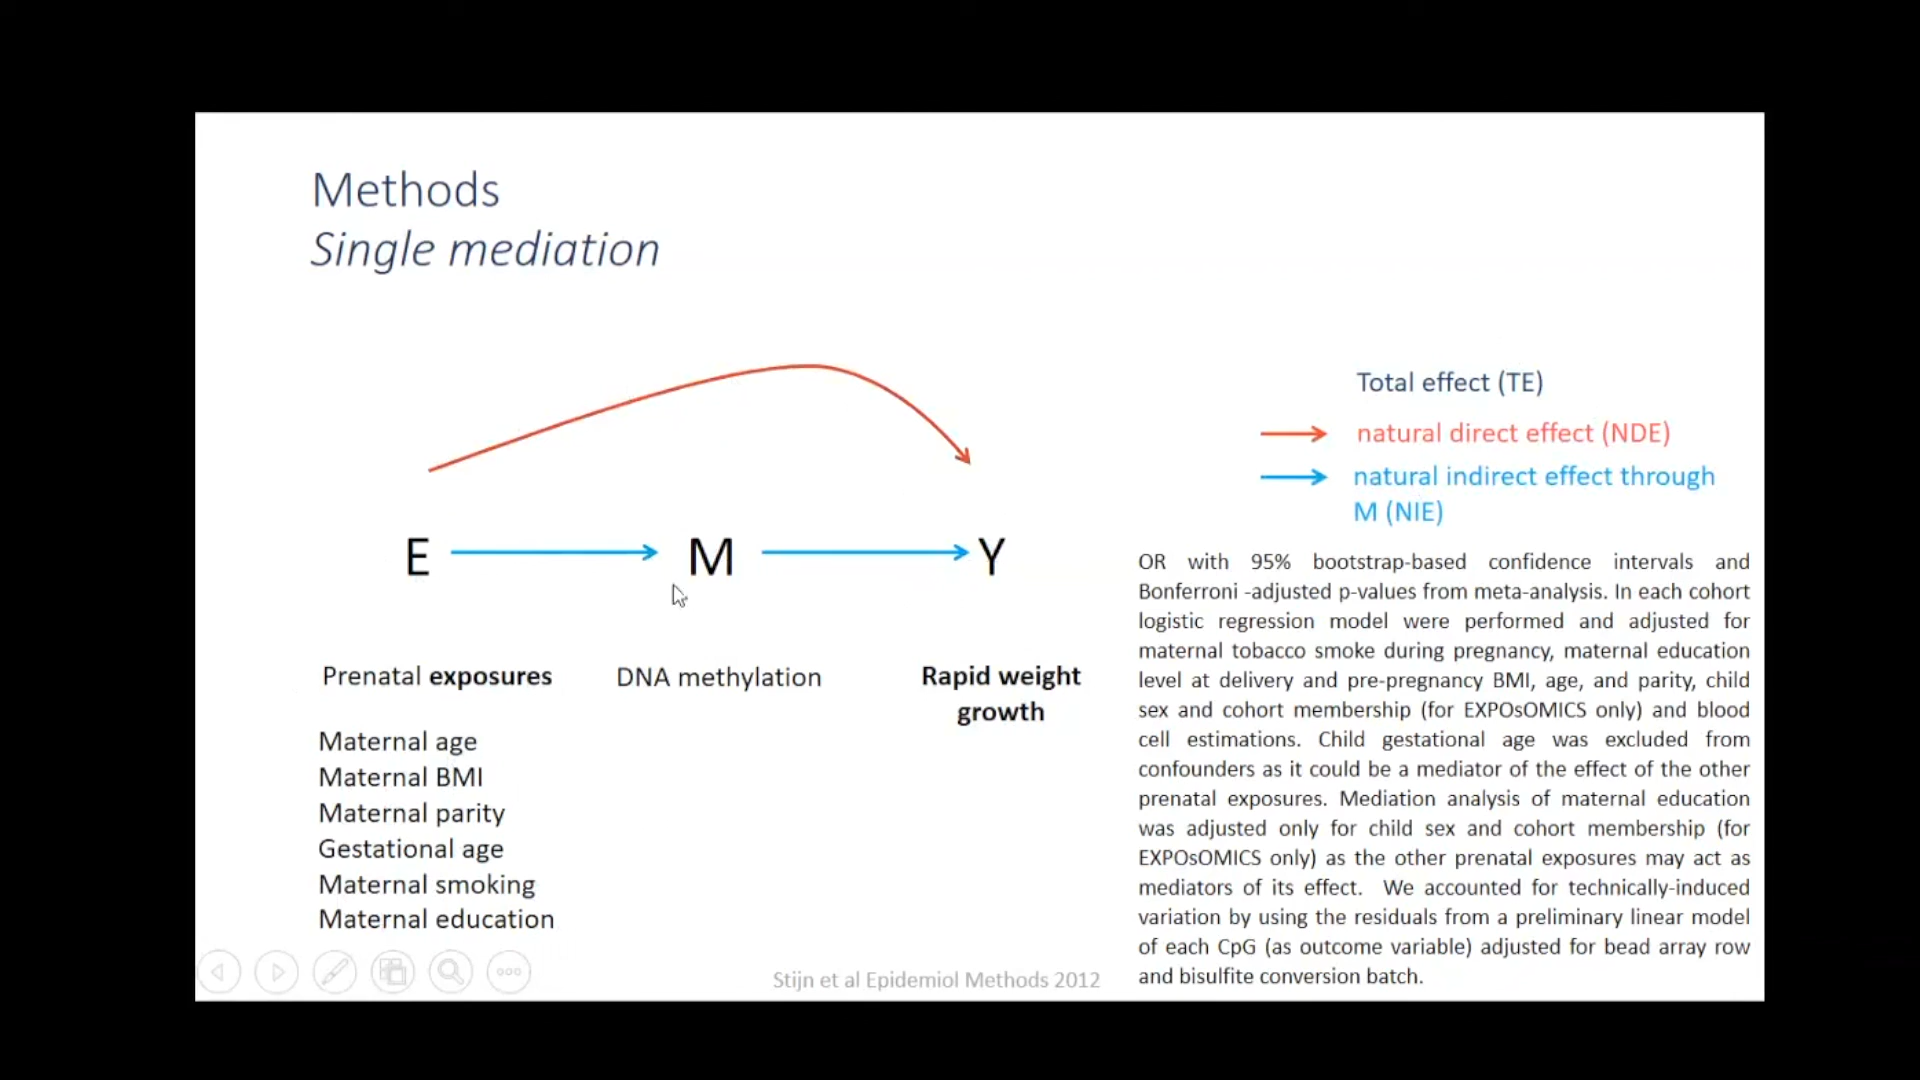 Methods
Single mediation
Total effect (TE)
natural direct effect (NDE)
natural indirect effect through
M (NIE)
E
M
Y
Prenatal exposures
DNA methylation
Rapid weight
growth
Maternal age
Maternal BMI
Maternal parity
Gestational age
Maternal smoking
Maternal education
OR with 95% bootstrap-based confidence intervals and
Bonferroni -adjusted p-values from meta-analysis. In each cohort
logistic regression model were performed and adjusted for
maternal tobacco smoke during pregnancy, maternal education
level at delivery and pre-pregnancy BMI, age, and parity, child
sex and cohort membership (for EXPOsOMICS only) and blood
cell estimations. Child gestational age was excluded from
confounders as it could be a mediator of the effect of the other
prenatal exposures. Mediation analysis of maternal education
was adjusted only for child sex and cohort membership (for
EXPOsOMICS only) as the other prenatal exposures may act as
mediators of its effect. We accounted for technically-induced
variation by using the residuals from a preliminary linear model
of each CpG (as outcome variable) adjusted for bead array row
and bisulfite conversion batch.
Stijn et al Epidemiol Methods 2012